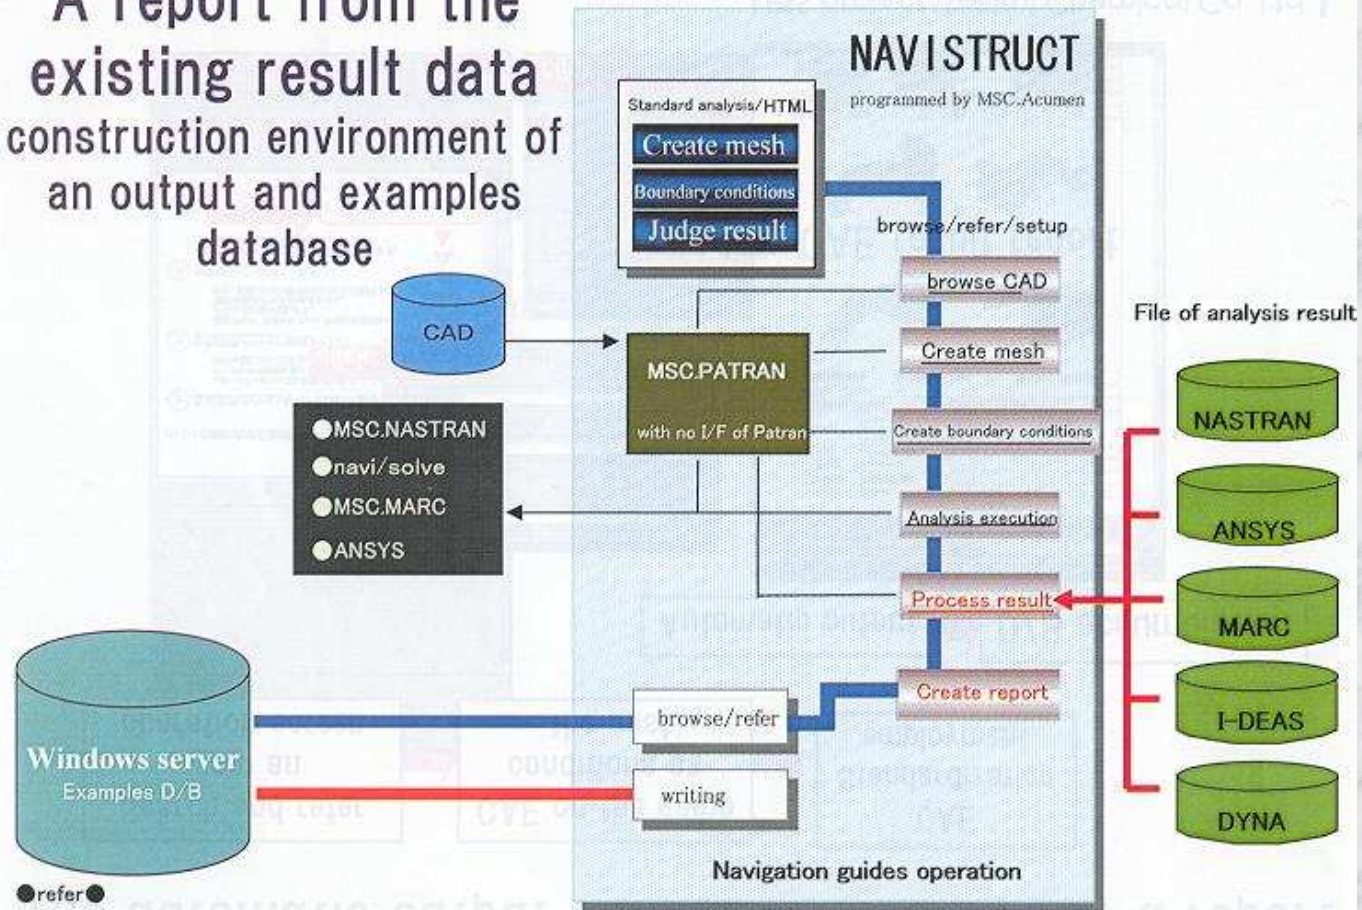 A report from the
existing result data
construction environment of
an output and examples
database
NAVISTRUCT
programmed by MSC.Acumen
Standard analysis/HTML
Create mesh
Boundary conditions
Judge result
browse/refer/setup
browse CAD
Create mesh
Create boundary conditions
Analysis execution
Process result
Create report
CAD
MSC.PATRAN
with no I/F of Patran
●MSC.NASTRAN
●navi/solve
●MSC.MARC
●ANSYS
File of analysis result
NASTRAN
ANSYS
MARC
I-DEAS
DYNA
Windows server
Examples D/B
browse/refer
writing
Navigation guides operation
●refer●